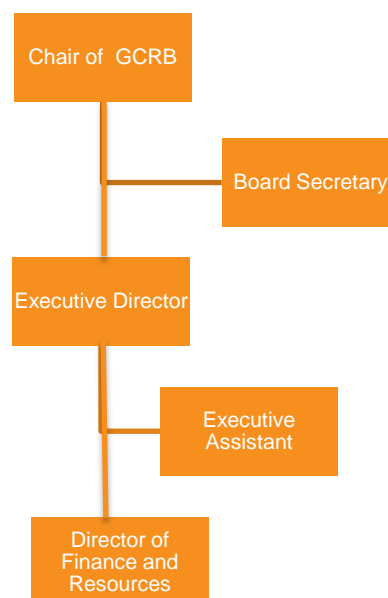 Chair of GCRB
Board Secretary
Executive Director
Executive
Assistant
Director of
Finance and
Resources